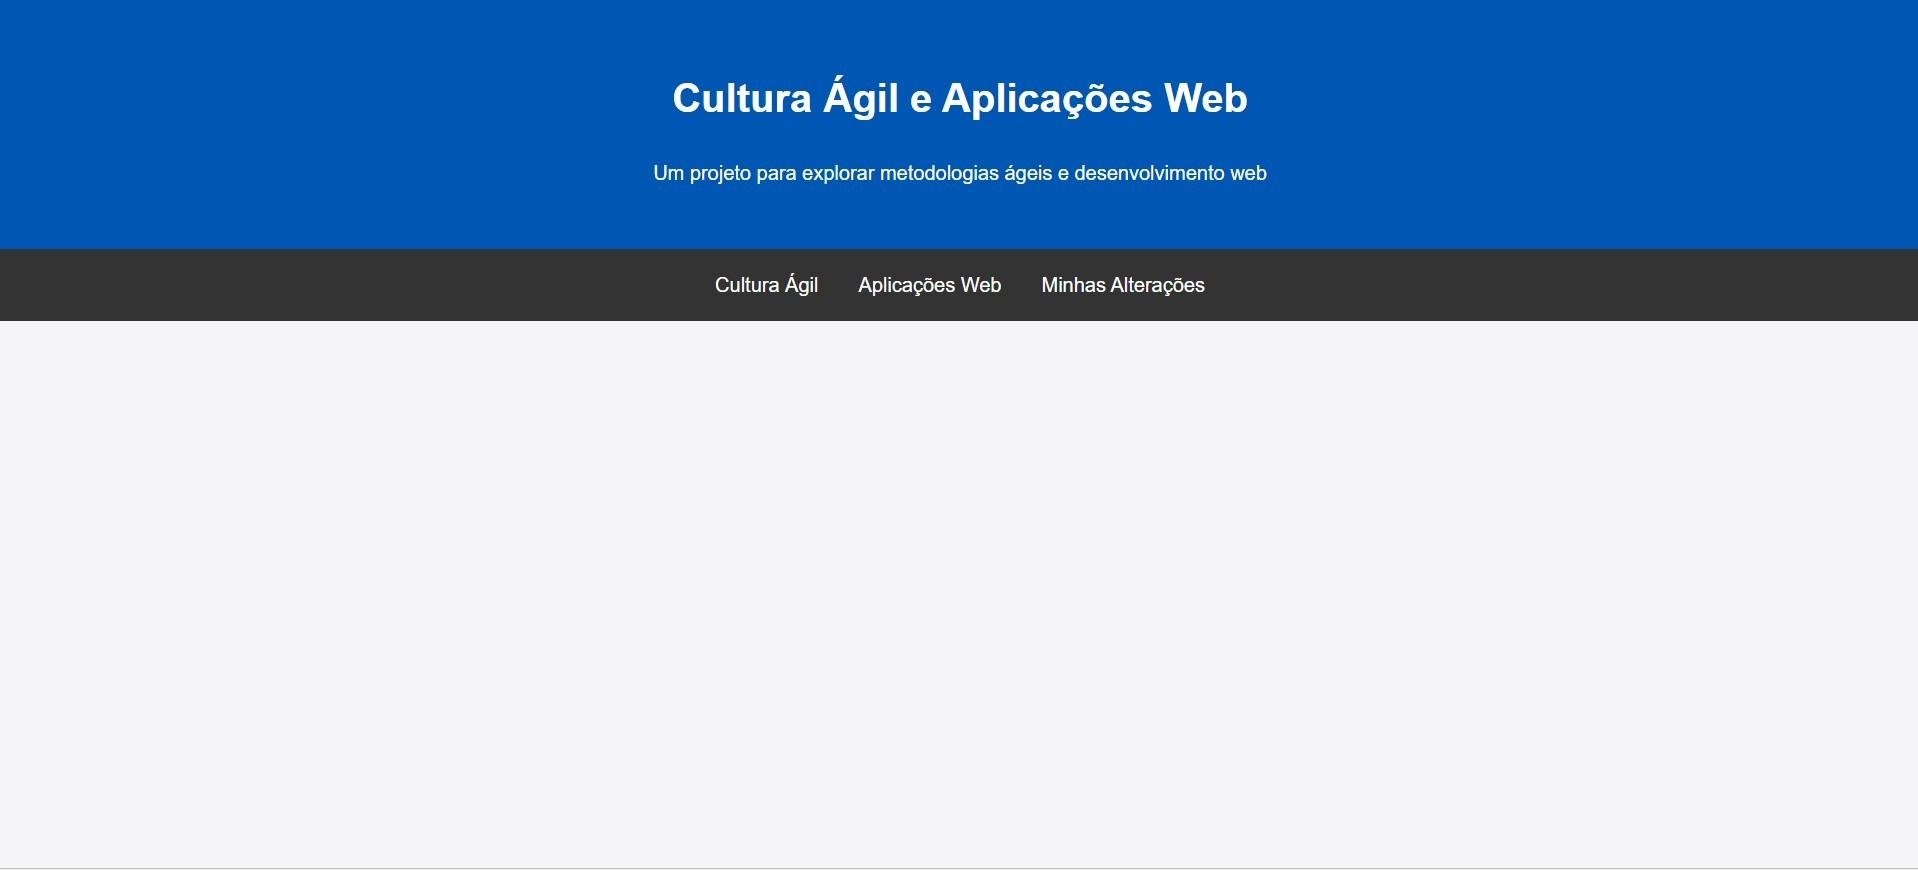 Cultura Ágil e Aplicações Web
Um projeto para explorar metodologias ágeis e desenvolvimento web
Cultura Ágil Aplicações Web Minhas Alterações